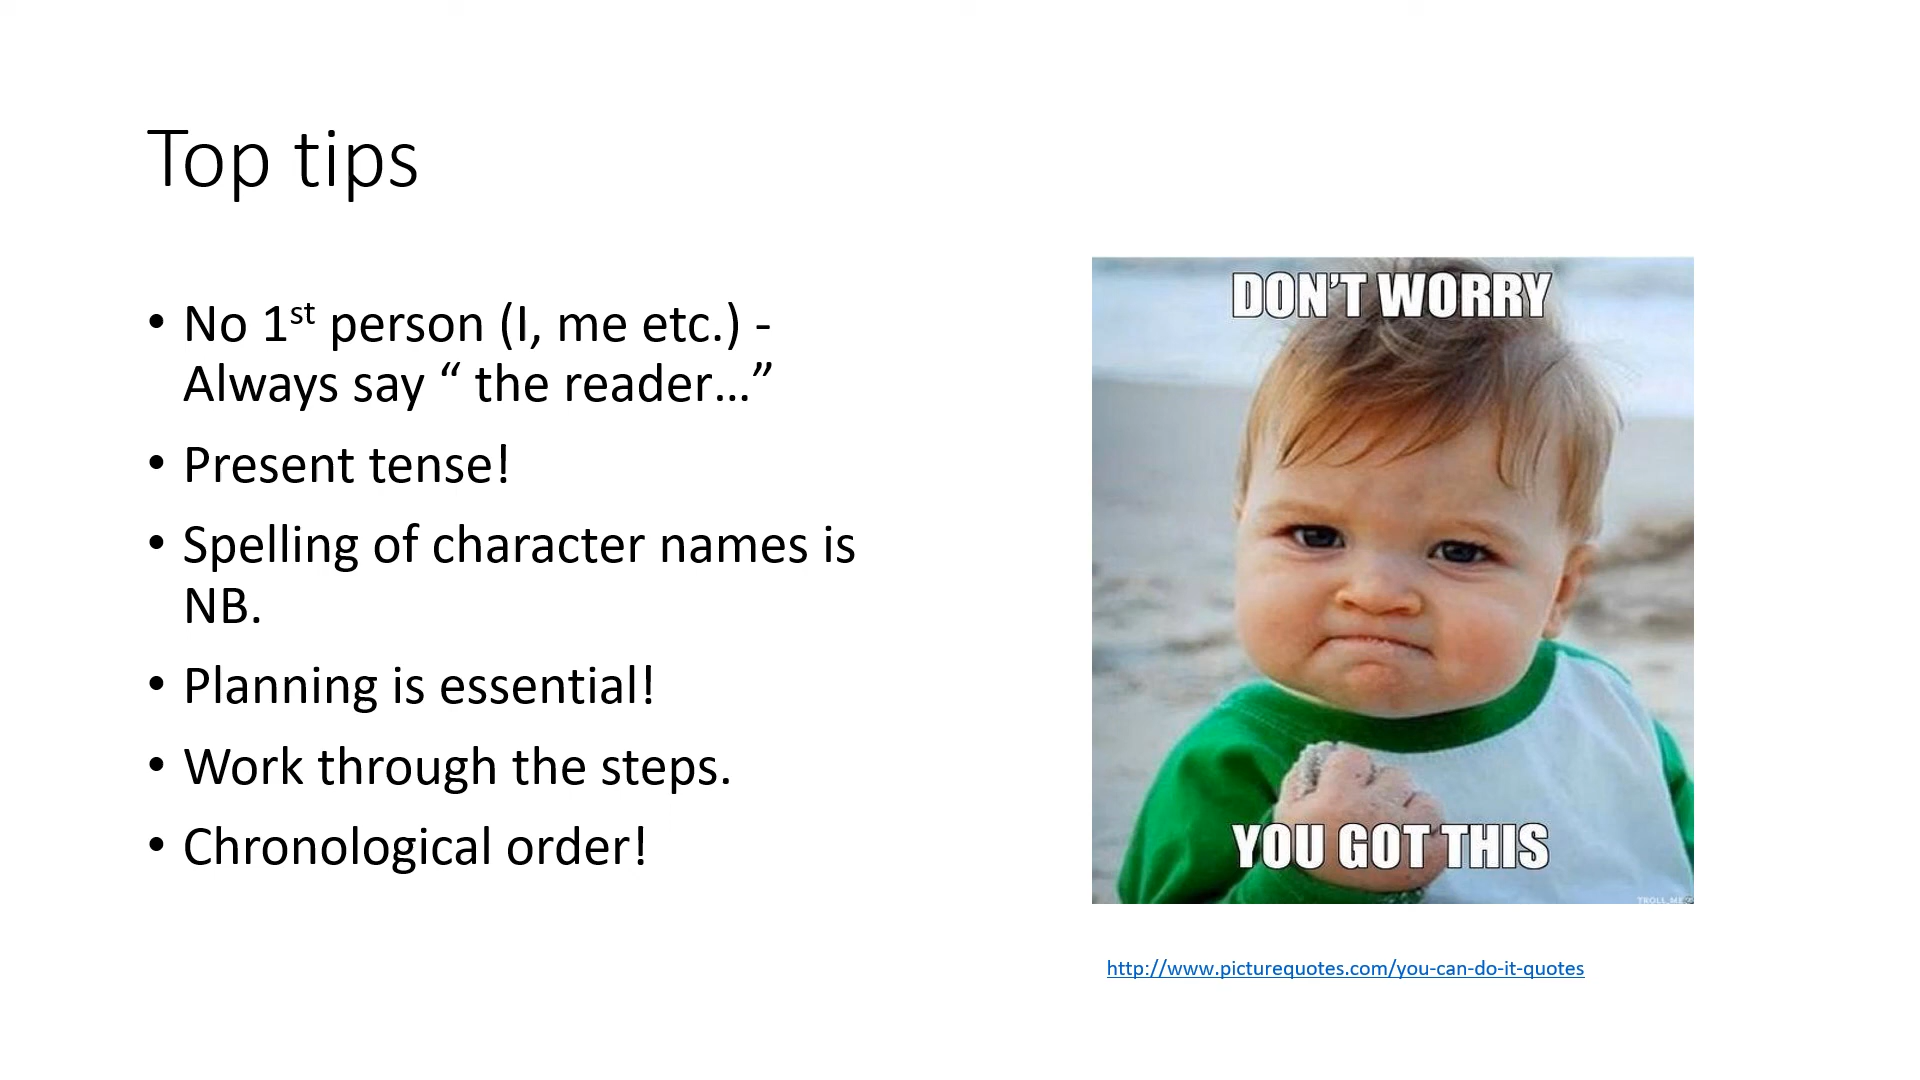 Top tips
• No 1st person (I, me etc.) -
Always say “ the reader…”
• Present tense!
• Spelling of character names is
NB.
• Planning is essential!
• Work through the steps.
• Chronological order!
DON'T WORRY
YOU GOT THIS
http://www.picturequotes.com/you-can-do-it-quotes